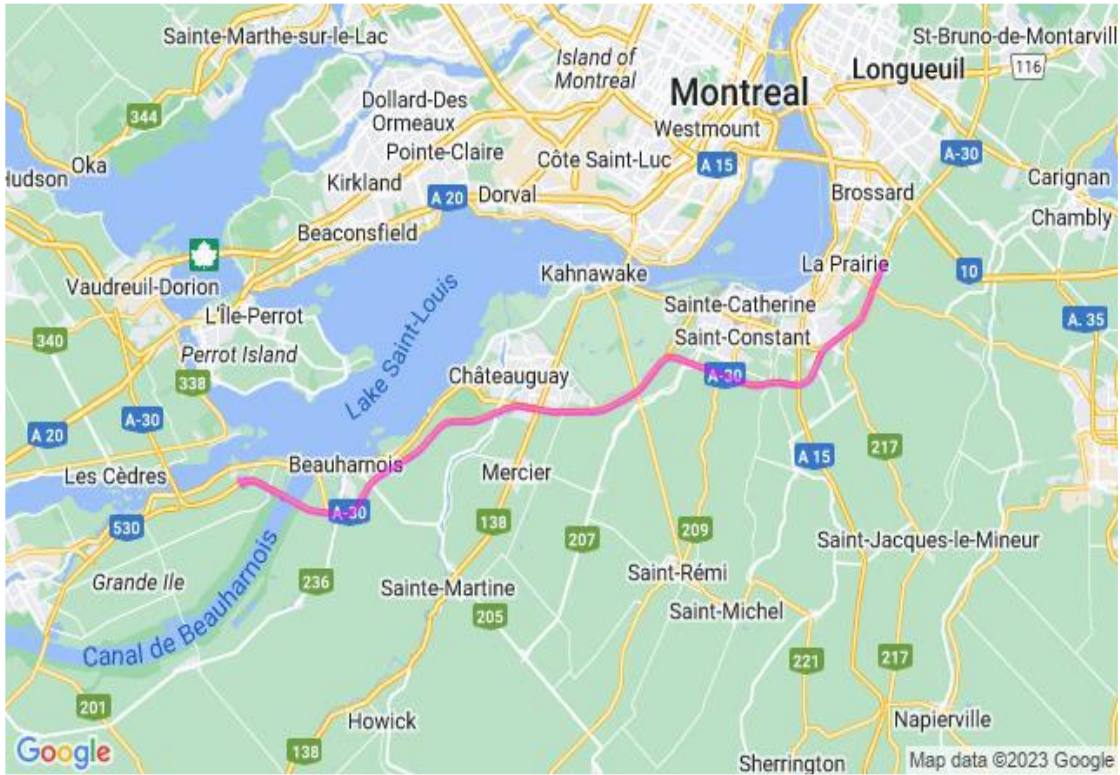 Sainte-Marthe-sur-le-Lac
Island of
Montreal
St-Bruno-de-Montarvill
116
Longueuil
Montreal
Dollard-Des
Ormeaux
344
Westmount
Pointe-Claire
Côte Saint-Luc
A 15
A-30
Oka
Hudson
Kirkland
A 20
Dorval
Brossard
Carignan
Chambly
Beaconsfield
Vaudreuil-Dorion
Kahnawake
La Prairie
10
L'Île-Perrot
Lake Saint-Louis
Sainte-Catherine
A. 35
340
Perrot Island
Saint-Constant
338
Châteauguay
A-30
A-30
A 20
217
Les Cèdres
Beauharnois
Mercier
A 15
A-30
530
138
209
207
Saint-Jacques-le-Mineur
Grande Ile
236
Sainte-Martine
Saint-Rémi
Canal de Beauharnois
205
Saint-Michel
221
217
201
Howick
Napierville
Google
138
Sherrington
Map data ©2023 Google